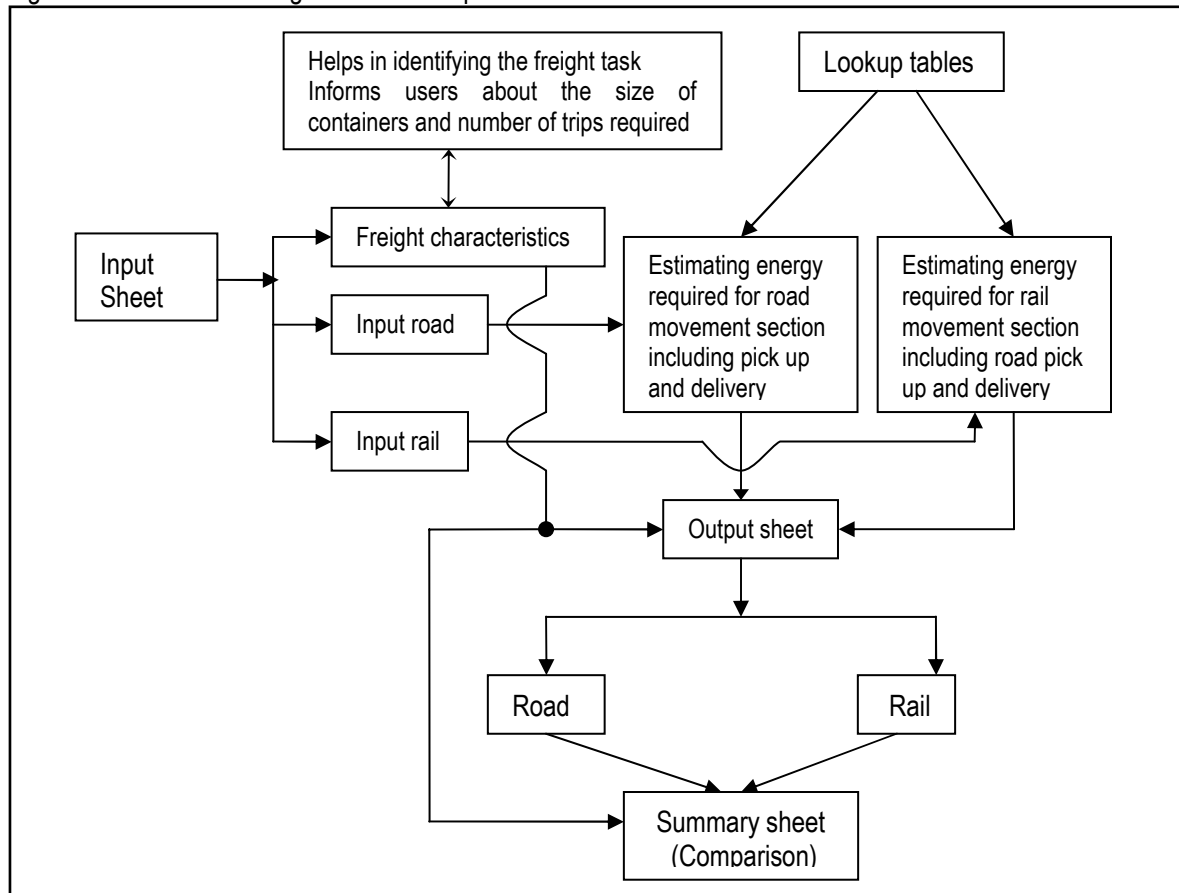 Helps in identifying the freight task
Informs users about the size of
containers and number of trips required
Lookup tables
Input
Sheet
Freight characteristics
Input road
Input rail
Estimating energy
required for road
movement section
including pick up
and delivery
Estimating energy
required for rail
movement section
including road pick
up and delivery
Output sheet
Road
Rail
Summary sheet
(Comparison)